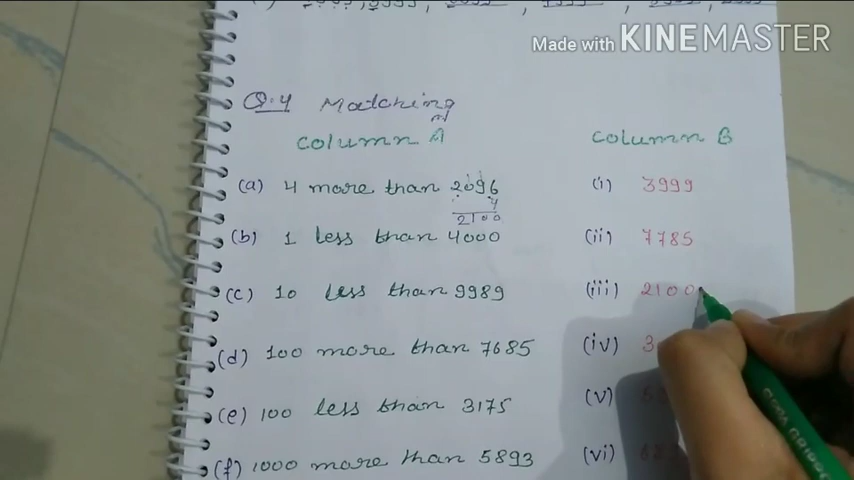 Made with KINEMASTER
Q.4 Matching
column A column B
(a) 4 more than 2096 (i) 3999
4
2100
(b) 1 less than 4000 (ii) 7785
(c) 10 less than 9989 (iii) 2100
(d) 100 more than 7685 (iv) 3
(e) 100 less than 3175 (v)
(f) 1000 more than 5893 (vi)